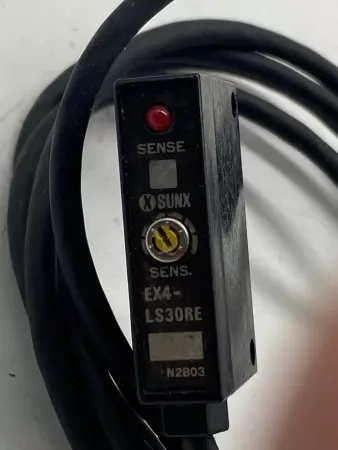 SENSE
SUNX
SENS.
EX4-
LS30RE
N2B03